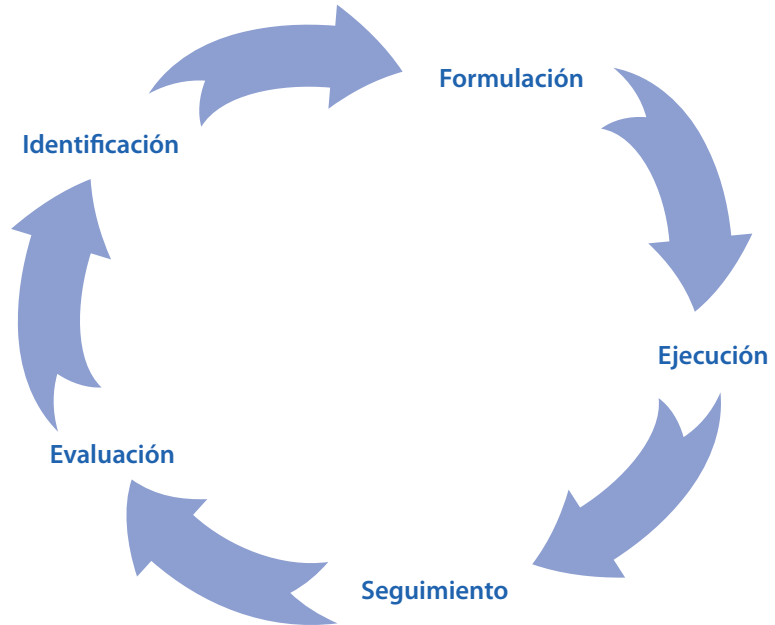 Formulación
Identificación
Ejecución
Evaluación
Seguimiento